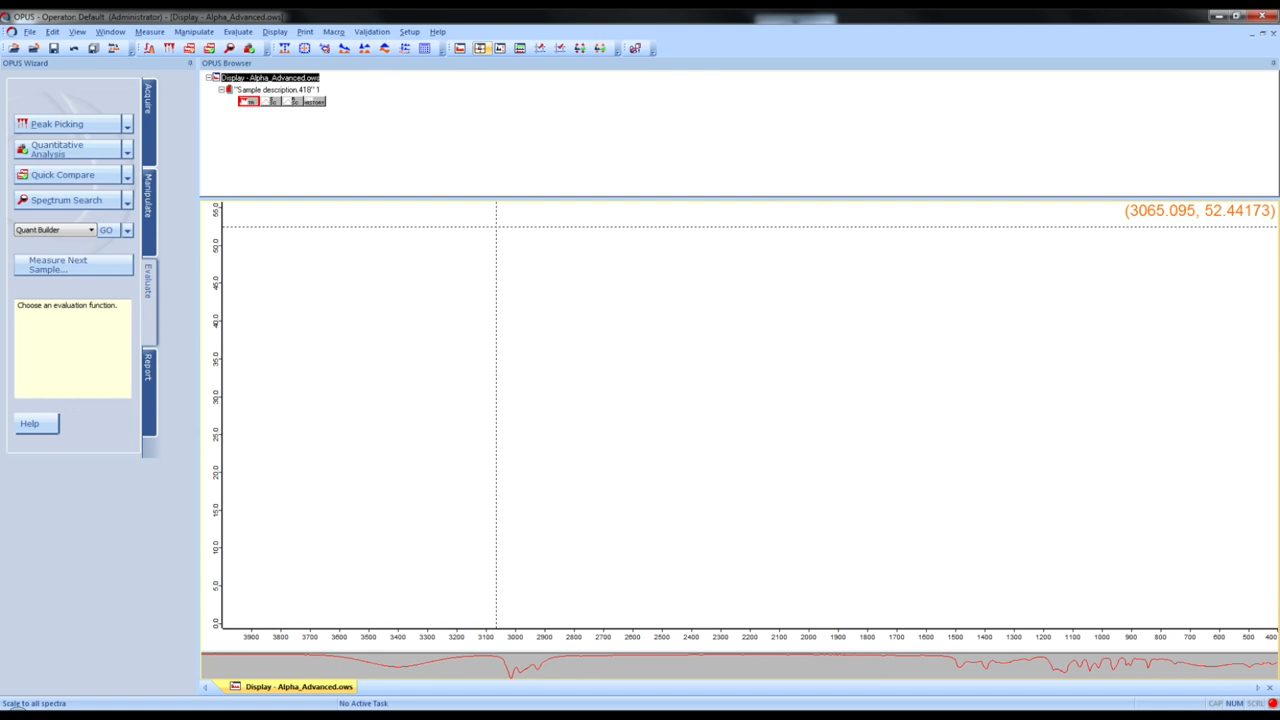 OPUS - Operator: Default (Administrator) - [Display - Alpha_Advanced.ows]
File Edit View Window Measure Manipulate Evaluate Display Print Macro Validation Setup Help
OPUS Wizard
OPUS Browser
Display - Alpha_Advanced.ows
"Sample description.418" 1
HISTORY
Acquire
Manipulate
Evaluate
Report
Peak Picking
Quantitative
Analysis
Quick Compare
Spectrum Search
Quant Builder GO
Measure Next
Sample...
Choose an evaluation function.
Help
(3065.095, 52.44173)
55.0
50.0
45.0
40.0
35.0
30.0
25.0
20.0
15.0
10.0
5.0
0.0
3900 3800 3700 3600 3500 3400 3300 3200 3100 3000 2900 2800 2700 2600 2500 2400 2300 2200 2100 2000 1900 1800 1700 1600 1500 1400 1300 1200 1100 1000 900 800 700 600 500 400
Display - Alpha_Advanced.ows
Scale to all spectra No Active Task CAP NUM SCRL